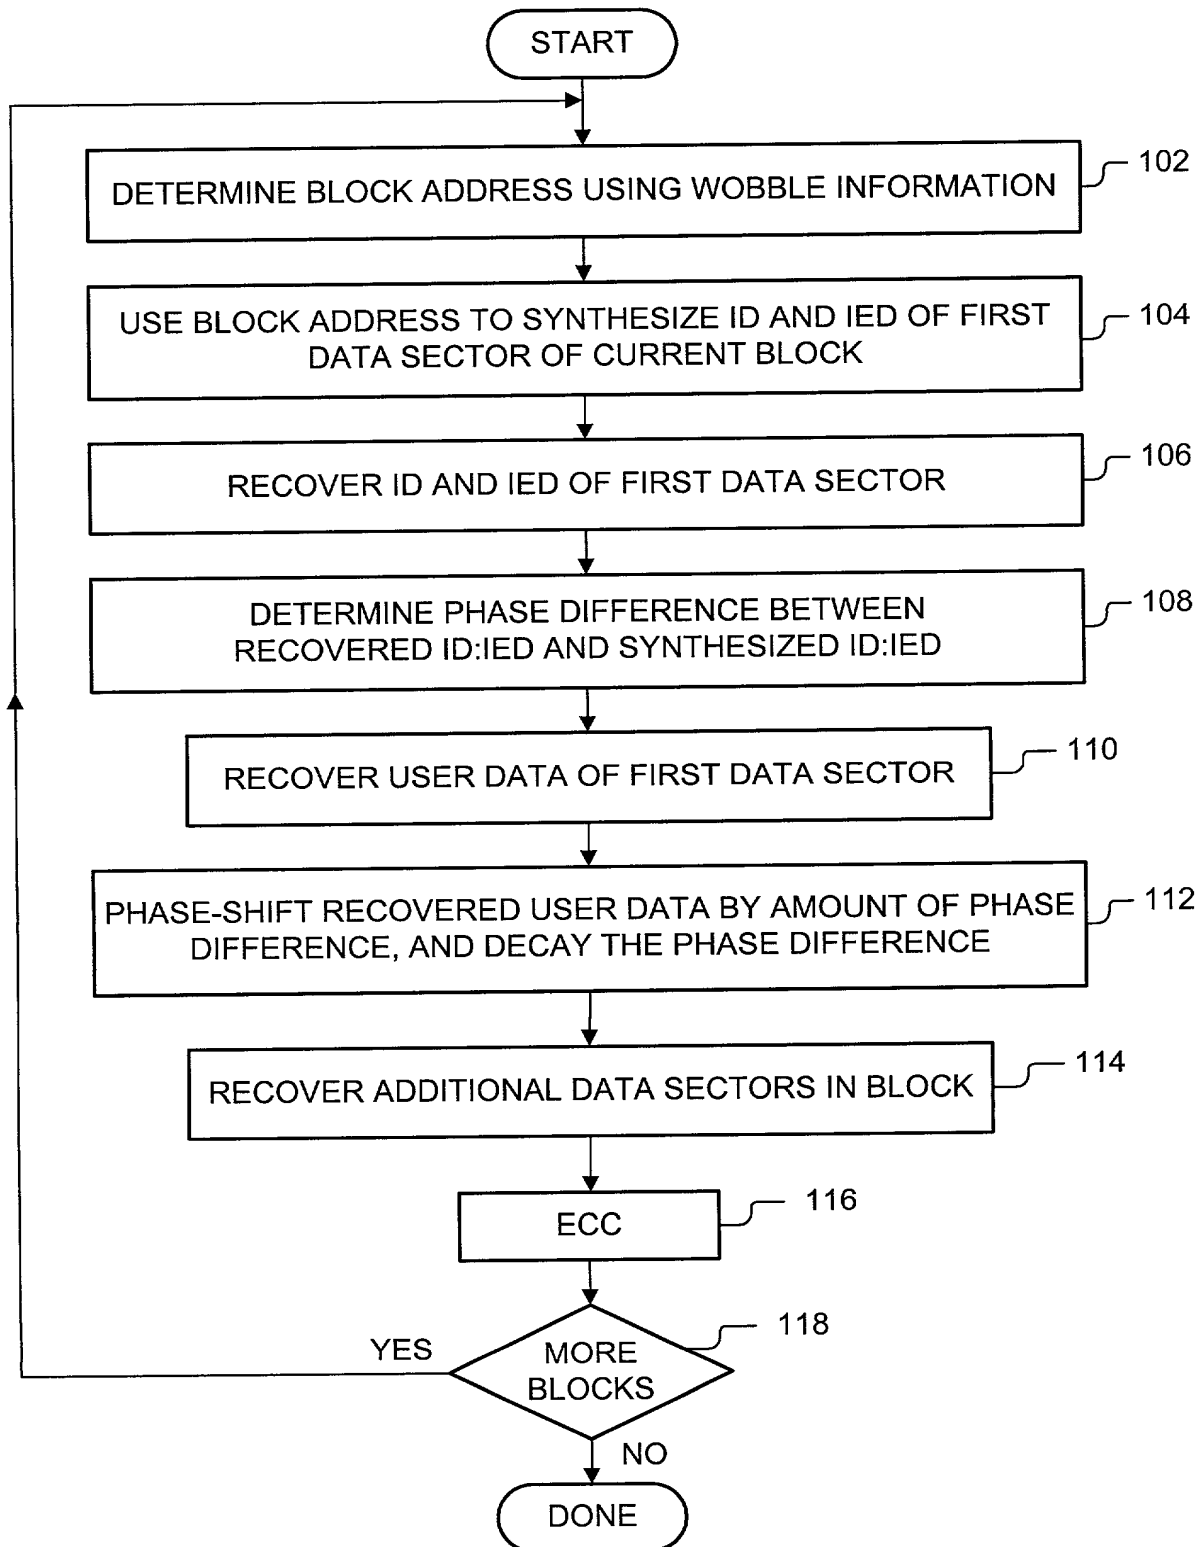 START
DETERMINE BLOCK ADDRESS USING WOBBLE INFORMATION
102
USE BLOCK ADDRESS TO SYNTHESIZE ID AND IED OF FIRST
DATA SECTOR OF CURRENT BLOCK
104
RECOVER ID AND IED OF FIRST DATA SECTOR
106
DETERMINE PHASE DIFFERENCE BETWEEN
RECOVERED ID:IED AND SYNTHESIZED ID:IED
108
RECOVER USER DATA OF FIRST DATA SECTOR
110
PHASE-SHIFT RECOVERED USER DATA BY AMOUNT OF PHASE
DIFFERENCE, AND DECAY THE PHASE DIFFERENCE
112
RECOVER ADDITIONAL DATA SECTORS IN BLOCK
114
ECC
116
MORE
BLOCKS
118
YES
NO
DONE